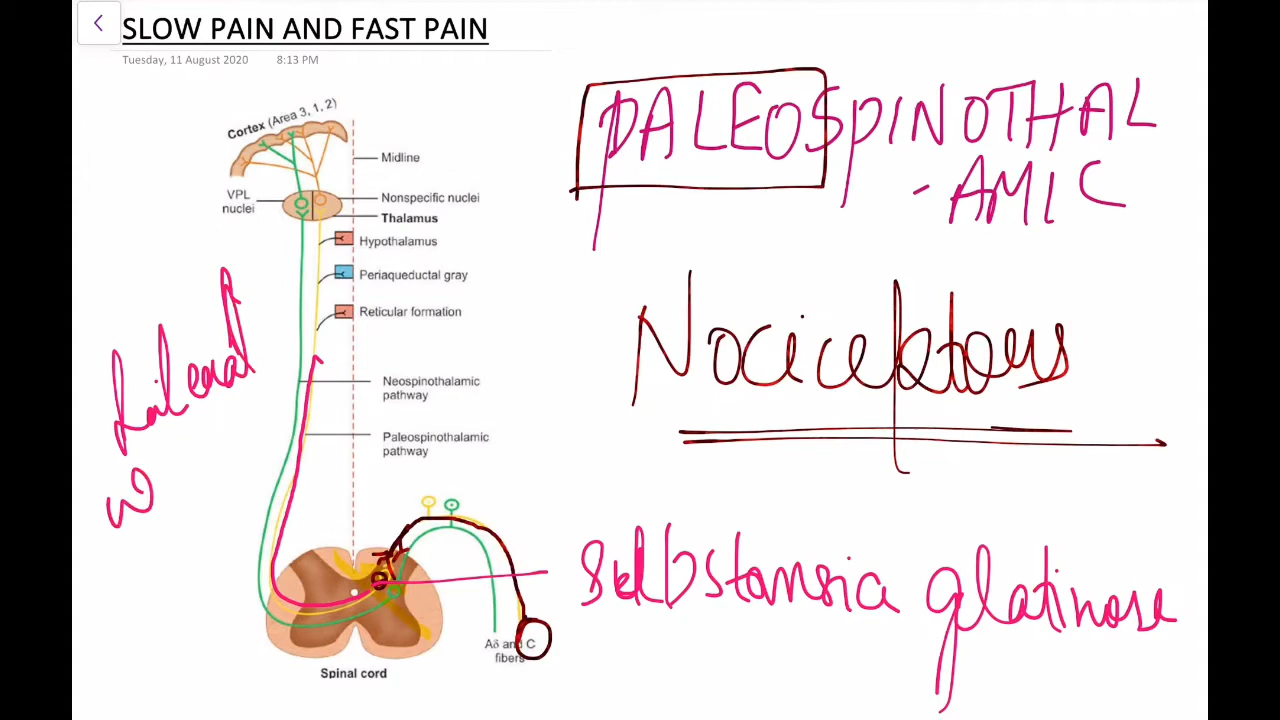 SLOW PAIN AND FAST PAIN
Tuesday, 11 August 2020 8:13 PM
PALEOSPINOTHAL
-AMIC
Cortex (Area 3, 1, 2)
Midline
VPL
nuclei
Nonspecific nuclei
Thalamus
Hypothalamus
Periaqueductal gray
Reticular formation
Nociceptors
Neospinothalamic
pathway
Paleospinothalamic
pathway
Substansia glatinosa
Aδ and C
fibers
Spinal cord